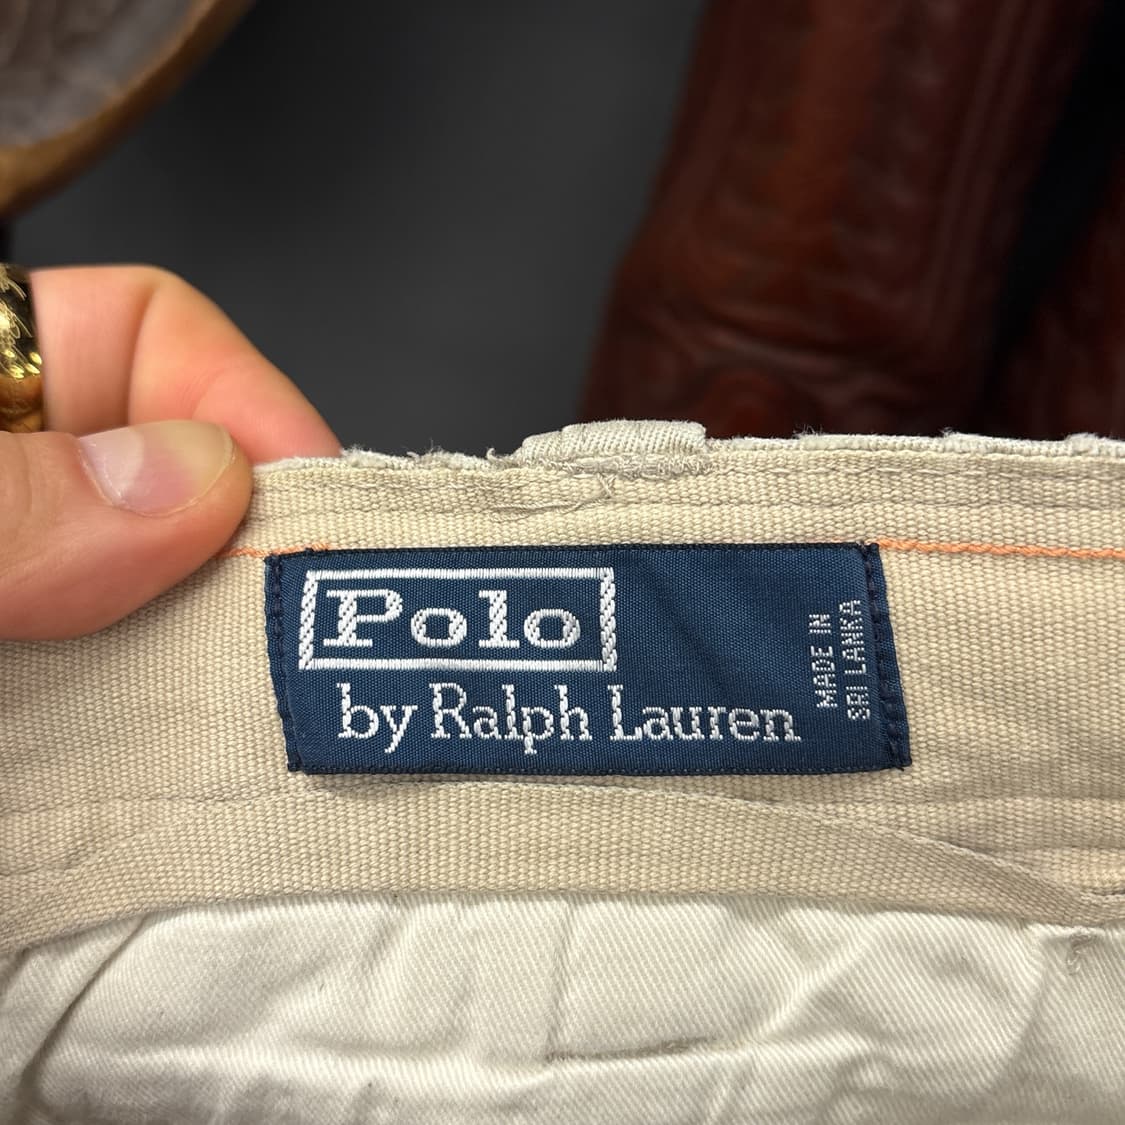 Polo
by Ralph Lauren
MADE IN
SRI LANKA